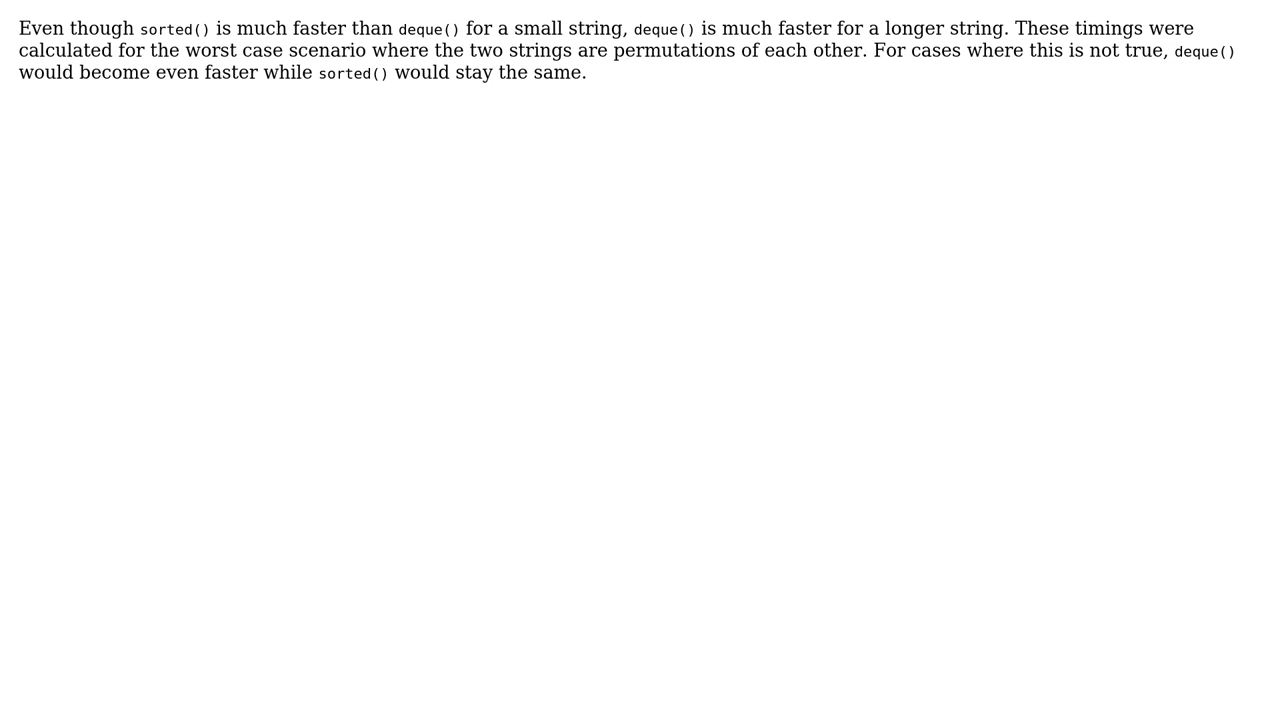 Even though sorted() is much faster than deque() for a small string, deque() is much faster for a longer string. These timings were
calculated for the worst case scenario where the two strings are permutations of each other. For cases where this is not true, deque()
would become even faster while sorted() would stay the same.